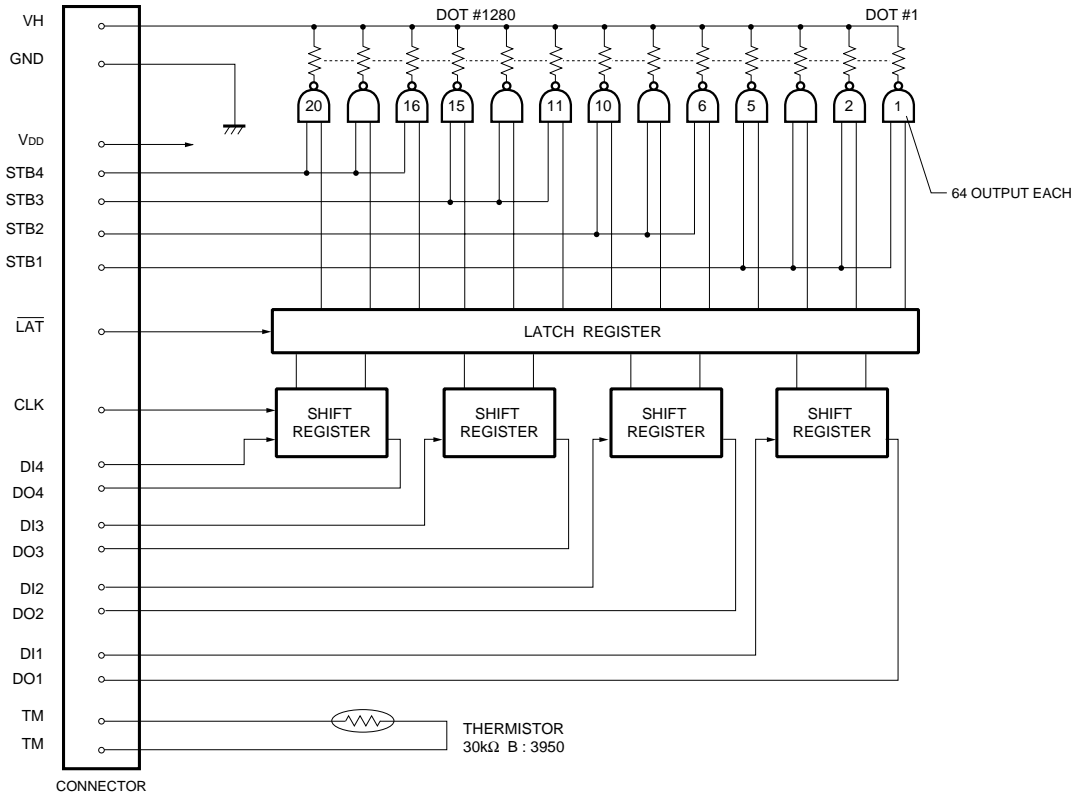 VH
DOT #1280
DOT #1
GND
20
16
15
11
10
6
5
2
1
VDD
STB4
64 OUTPUT EACH
STB3
STB2
STB1
LAT
LATCH REGISTER
CLK
SHIFT
REGISTER
SHIFT
REGISTER
SHIFT
REGISTER
SHIFT
REGISTER
DI4
DO4
DI3
DO3
DI2
DO2
DI1
DO1
TM
TM
THERMISTOR
30kΩ B : 3950
CONNECTOR